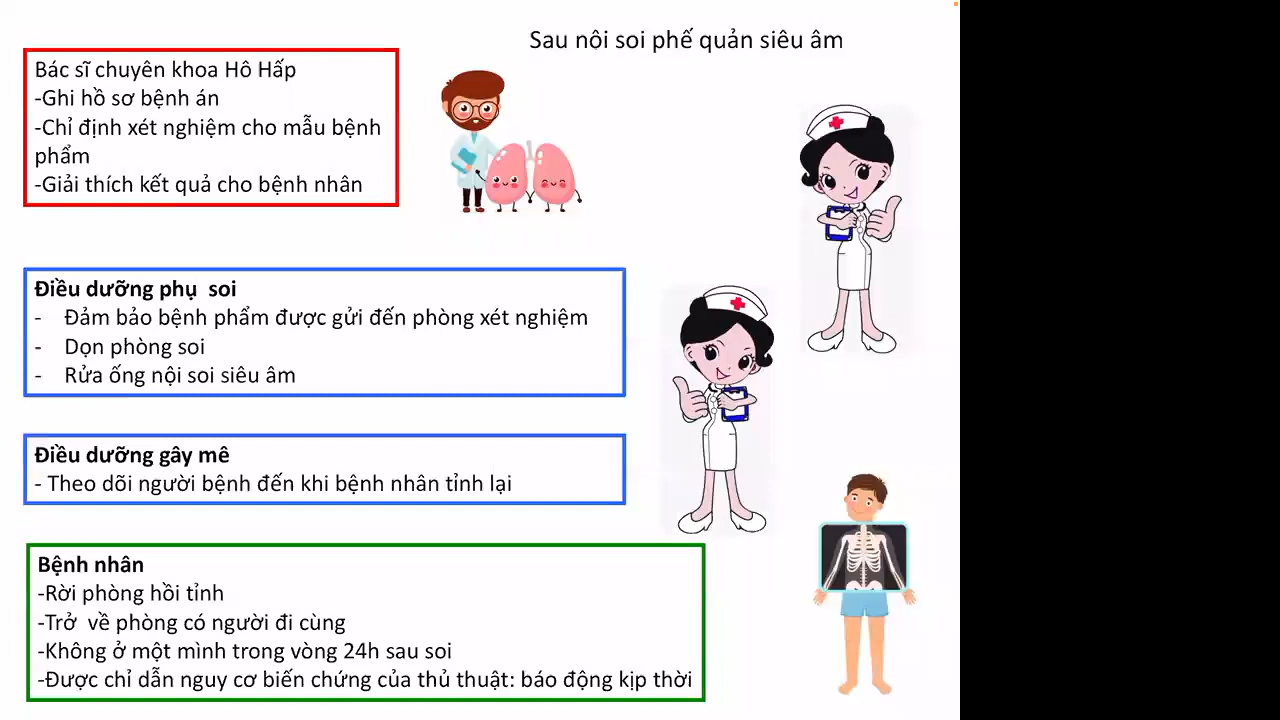 Sau nội soi phế quản siêu âm
Bác sĩ chuyên khoa Hô Hấp
-Ghi hồ sơ bệnh án
-Chỉ định xét nghiệm cho mẫu bệnh
phẩm
-Giải thích kết quả cho bệnh nhân
Điều dưỡng phụ soi
- Đảm bảo bệnh phẩm được gửi đến phòng xét nghiệm
- Dọn phòng soi
- Rửa ống nội soi siêu âm
Điều dưỡng gây mê
- Theo dõi người bệnh đến khi bệnh nhân tỉnh lại
Bệnh nhân
-Rời phòng hồi tỉnh
-Trở về phòng có người đi cùng
-Không ở một mình trong vòng 24h sau soi
-Được chỉ dẫn nguy cơ biến chứng của thủ thuật: báo động kịp thời